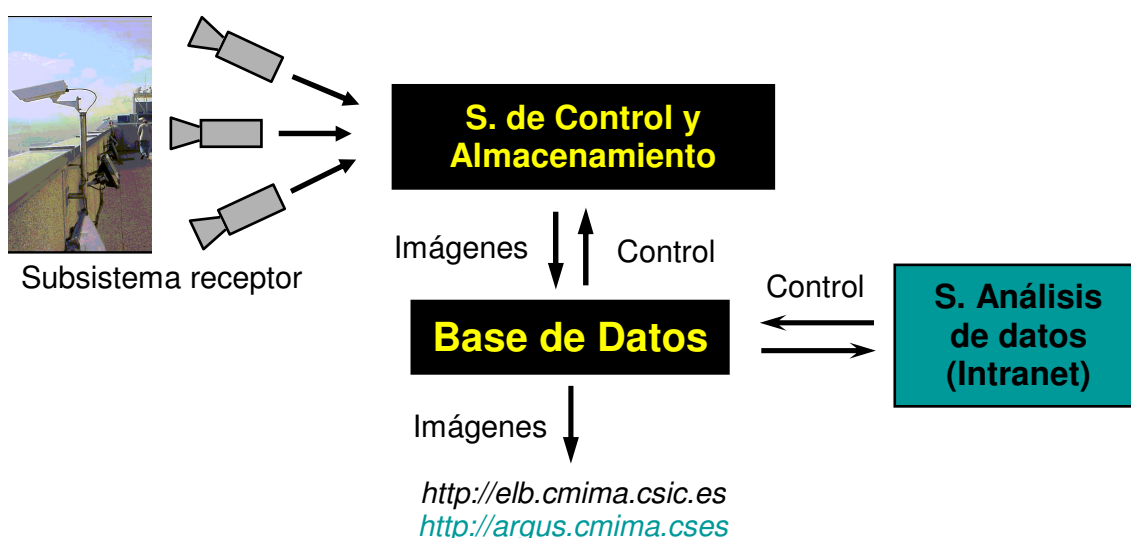 S. de Control y
Almacenamiento
Imágenes
Control
Subsistema receptor
Control
S. Análisis
de datos
(Intranet)
Base de Datos
Imágenes
http://elb.cmima.csic.es
http://argus.cmima.cses